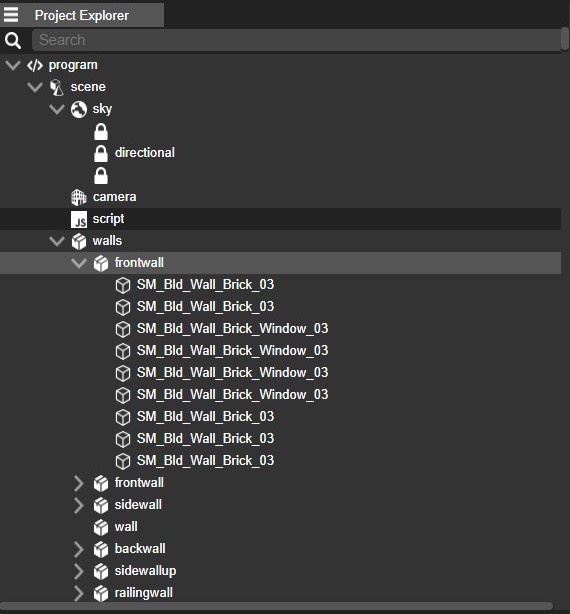 Project Explorer
Search
program
scene
sky
directional
camera
JS script
walls
frontwall
SM_Bld_Wall_Brick_03
SM_Bld_Wall_Brick_03
SM_Bld_Wall_Brick_Window_03
SM_Bld_Wall_Brick_Window_03
SM_Bld_Wall_Brick_Window_03
SM_Bld_Wall_Brick_Window_03
SM_Bld_Wall_Brick_03
SM_Bld_Wall_Brick_03
SM_Bld_Wall_Brick_03
frontwall
sidewall
wall
backwall
sidewallup
railingwall